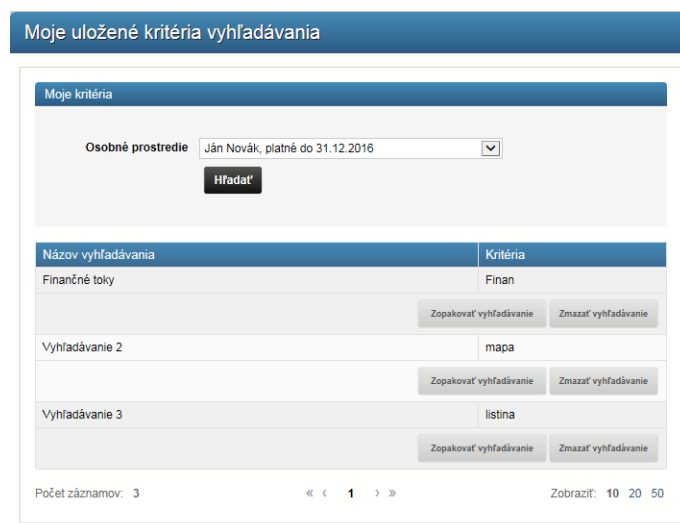 Moje uložené kritéria vyhľadávania
Moje kritéria
Osobné prostredie Ján Novák, platné do 31.12.2016
Hľadať
Názov vyhľadávania Kritéria
Finančné toky Finan
Zopakovať vyhľadávanie Zmazať vyhľadávanie
Vyhľadávanie 2 mapa
Zopakovať vyhľadávanie Zmazať vyhľadávanie
Vyhľadávanie 3 listina
Zopakovať vyhľadávanie Zmazať vyhľadávanie
Počet záznamov: 3 « ‹ 1 › » Zobraziť: 10 20 50